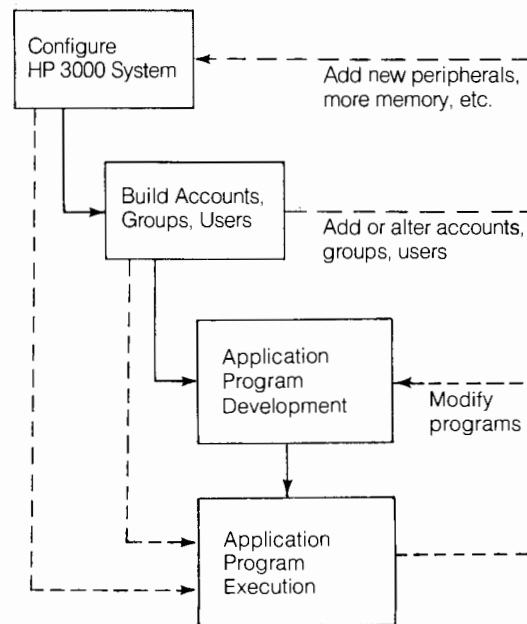 Configure
HP 3000 System
Add new peripherals,
more memory, etc.
Build Accounts,
Groups, Users
Add or alter accounts,
groups, users
Application
Program
Development
Modify
programs
Application
Program
Execution